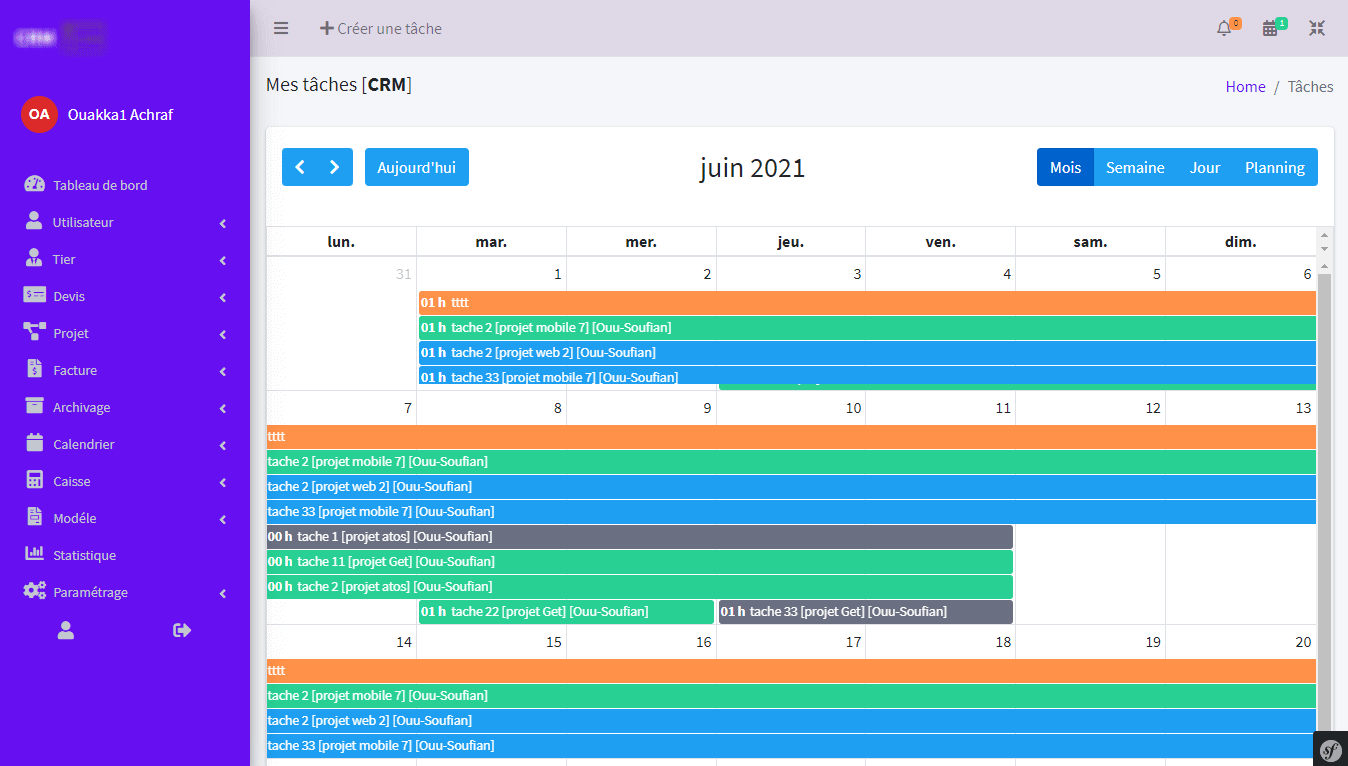 CRM
Créer une tâche
0
1
Mes tâches [CRM]
Home / Tâches
OA
Ouakka1 Achraf
Tableau de bord
Utilisateur
Tier
Devis
Projet
Facture
Archivage
Calendrier
Caisse
Modéle
Statistique
Paramétrage
Aujourd'hui
juin 2021
Mois Semaine Jour Planning
lun. mar. mer. jeu. ven. sam. dim.
31 1 2 3 4 5 6
01 h tttt
01 h tache 2 [projet mobile 7] [Ouu-Soufian]
01 h tache 2 [projet web 2] [Ouu-Soufian]
01 h tache 33 [projet mobile 7] [Ouu-Soufian]
7 8 9 10 11 12 13
tttt
tache 2 [projet mobile 7] [Ouu-Soufian]
tache 2 [projet web 2] [Ouu-Soufian]
tache 33 [projet mobile 7] [Ouu-Soufian]
00 h tache 1 [projet atos] [Ouu-Soufian]
00 h tache 11 [projet Get] [Ouu-Soufian]
00 h tache 2 [projet atos] [Ouu-Soufian]
01 h tache 22 [projet Get] [Ouu-Soufian] 01 h tache 33 [projet Get] [Ouu-Soufian]
14 15 16 17 18 19 20
tttt
tache 2 [projet mobile 7] [Ouu-Soufian]
tache 2 [projet web 2] [Ouu-Soufian]
tache 33 [projet mobile 7] [Ouu-Soufian]
sf